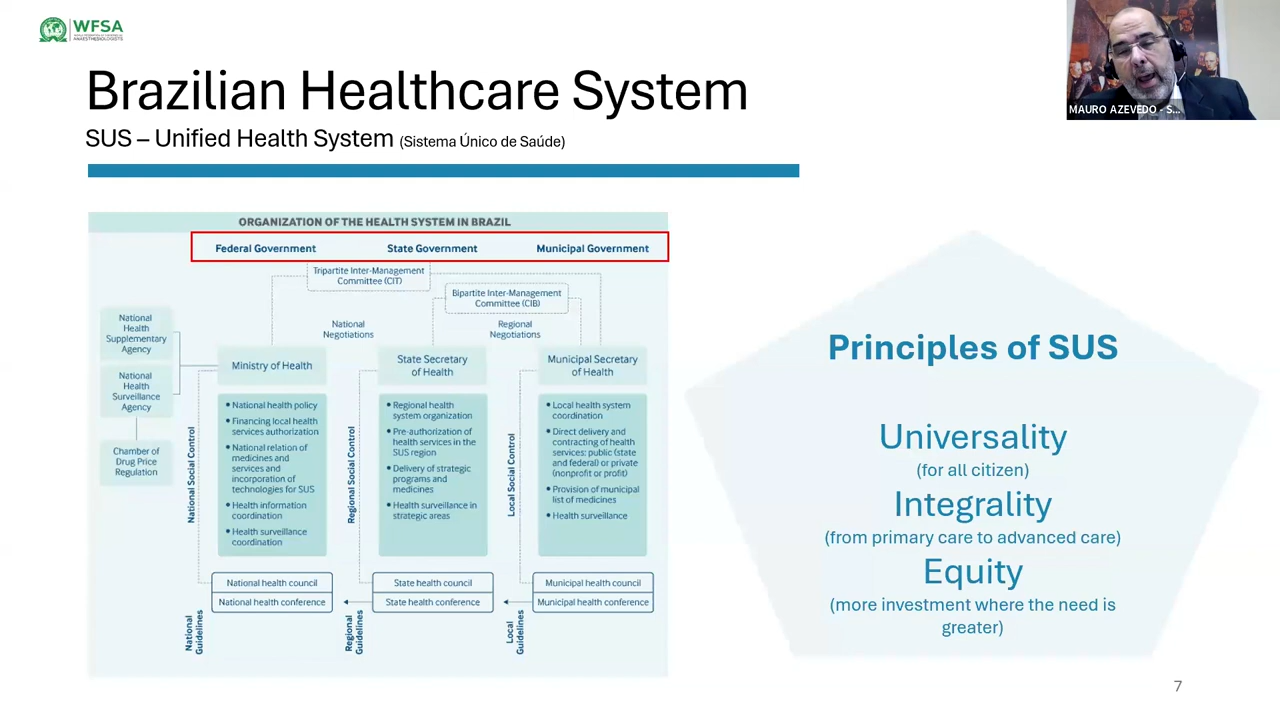 WFSA
WORLD FEDERATION OF SOCIETIES OF
ANAESTHESIOLOGISTS
MAURO AZEVEDO - S...
Brazilian Healthcare System
SUS – Unified Health System (Sistema Único de Saúde)
ORGANIZATION OF THE HEALTH SYSTEM IN BRAZIL
Federal Government
State Government
Municipal Government
Tripartite Inter-Management
Committee (CIT)
Bipartite Inter-Management
Committee (CIB)
National
Negotiations
Regional
Negotiations
National
Health
Supplementary
Agency
National
Health
Surveillance
Agency
Chamber of
Drug Price
Regulation
Ministry of Health
State Secretary
of Health
Municipal Secretary
of Health
National Social Control
• National health policy
• Financing local health
services authorization
• National relation of
medicines and
services and
incorporation of
technologies for SUS
• Health information
coordination
• Health surveillance
coordination
Regional Social Control
• Regional health
system organization
• Pre-authorization of
health services in the
SUS region
• Delivery of strategic
programs and
medicines
• Health surveillance in
strategic areas
Local Social Control
• Local health system
coordination
• Direct delivery and
contracting of health
services: public (state
and federal) or private
(nonprofit or profit)
• Provision of municipal
list of medicines
• Health surveillance
National health council
National health conference
State health council
State health conference
Municipal health council
Municipal health conference
National
Guidelines
Regional
Guidelines
Local
Guidelines
Principles of SUS
Universality
(for all citizen)
Integrality
(from primary care to advanced care)
Equity
(more investment where the need is
greater)
7